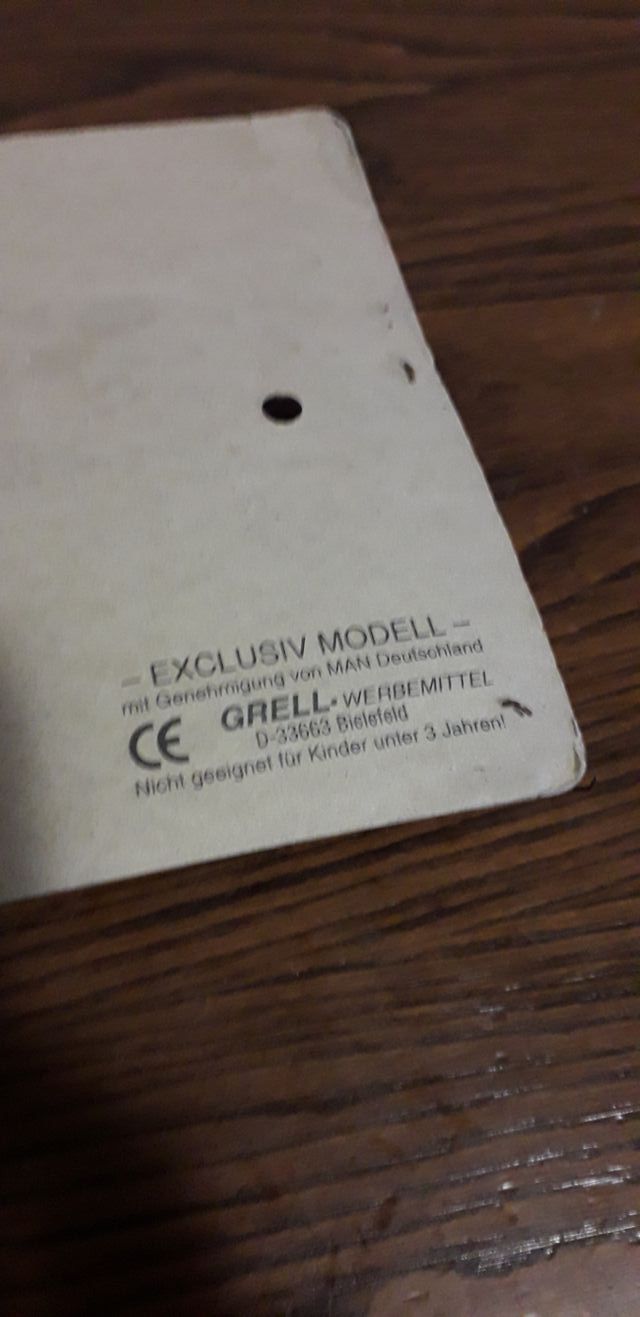 – EXCLUSIV MODELL –
mit Genehmigung von MAN Deutschland
CE GRELL • WERBEMITTEL
D-33663 Bielefeld
Nicht geeignet für Kinder unter 3 Jahren!